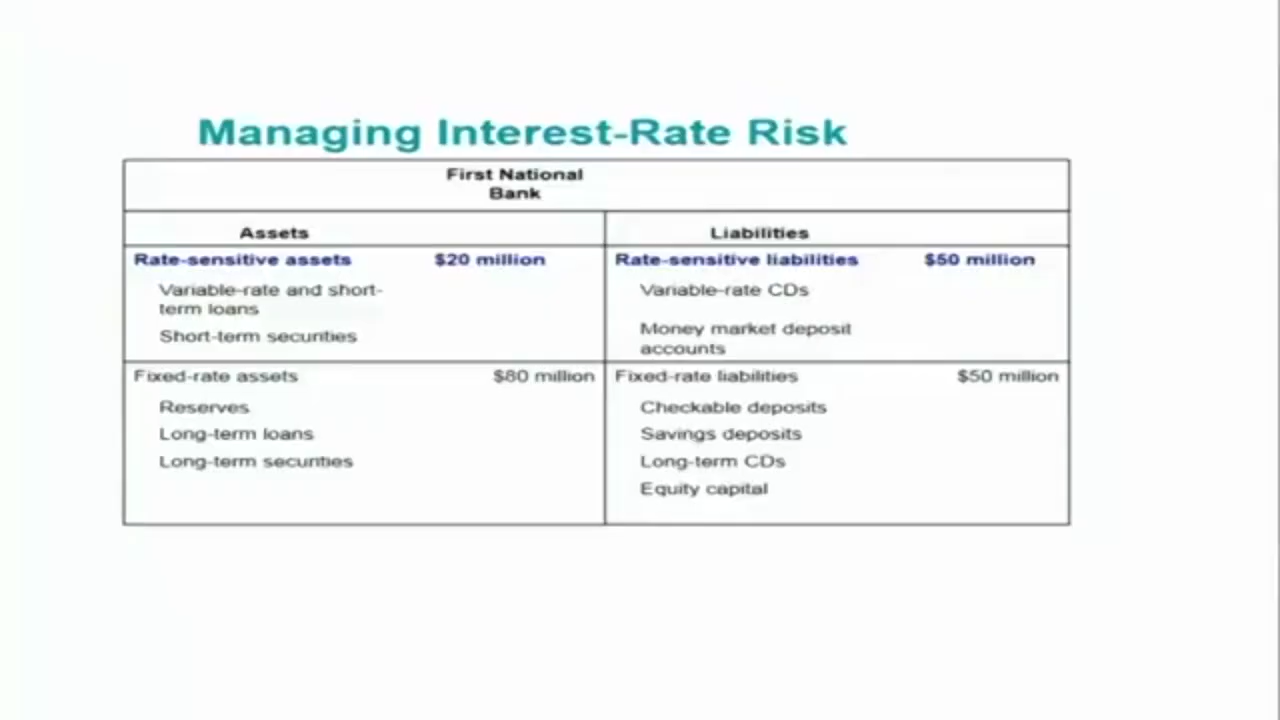 Managing Interest-Rate Risk
First National
Bank
Assets
Liabilities
Rate-sensitive assets $20 million
Variable-rate and short-
term loans
Short-term securities
Rate-sensitive liabilities $50 million
Variable-rate CDs
Money market deposit
accounts
Fixed-rate assets $80 million
Reserves
Long-term loans
Long-term securities
Fixed-rate liabilities $50 million
Checkable deposits
Savings deposits
Long-term CDs
Equity capital